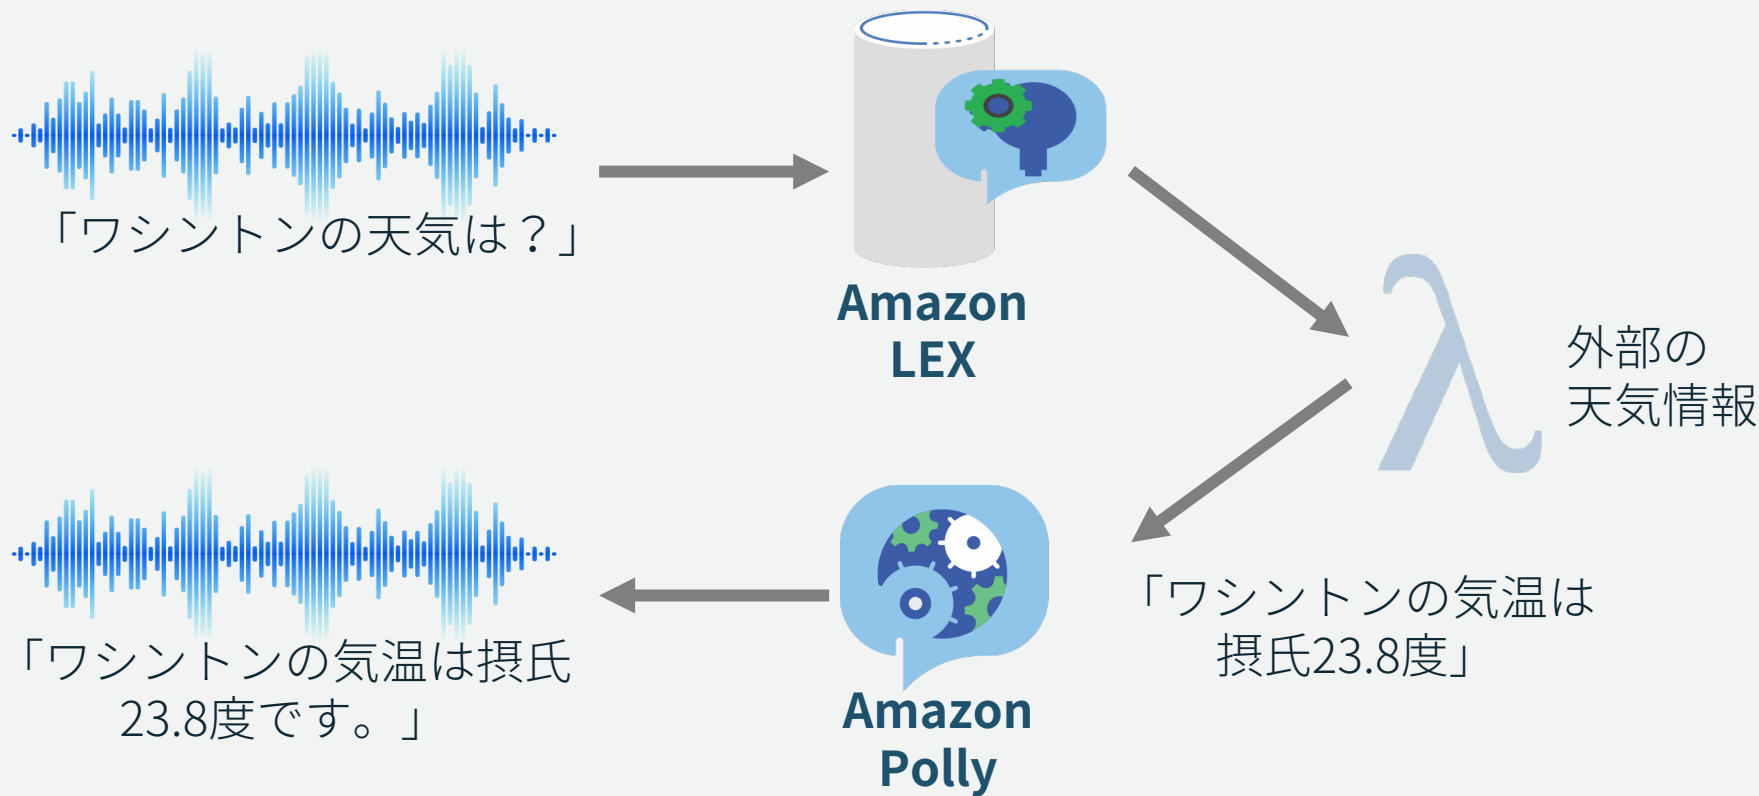 「ワシントンの天気は？」
Amazon
LEX
λ
外部の
天気情報
「ワシントンの気温は
摂氏23.8度」
Amazon
Polly
「ワシントンの気温は摂氏
23.8度です。」